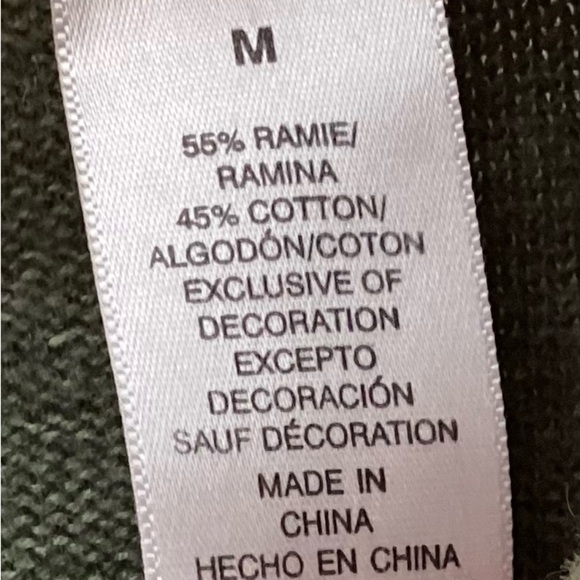 M
55% RAMIE/
RAMINA
45% COTTON/
ALGODÓN/COTON
EXCLUSIVE OF
DECORATION
EXCEPTO
DECORACIÓN
SAUF DÉCORATION
MADE IN
CHINA
HECHO EN CHINA